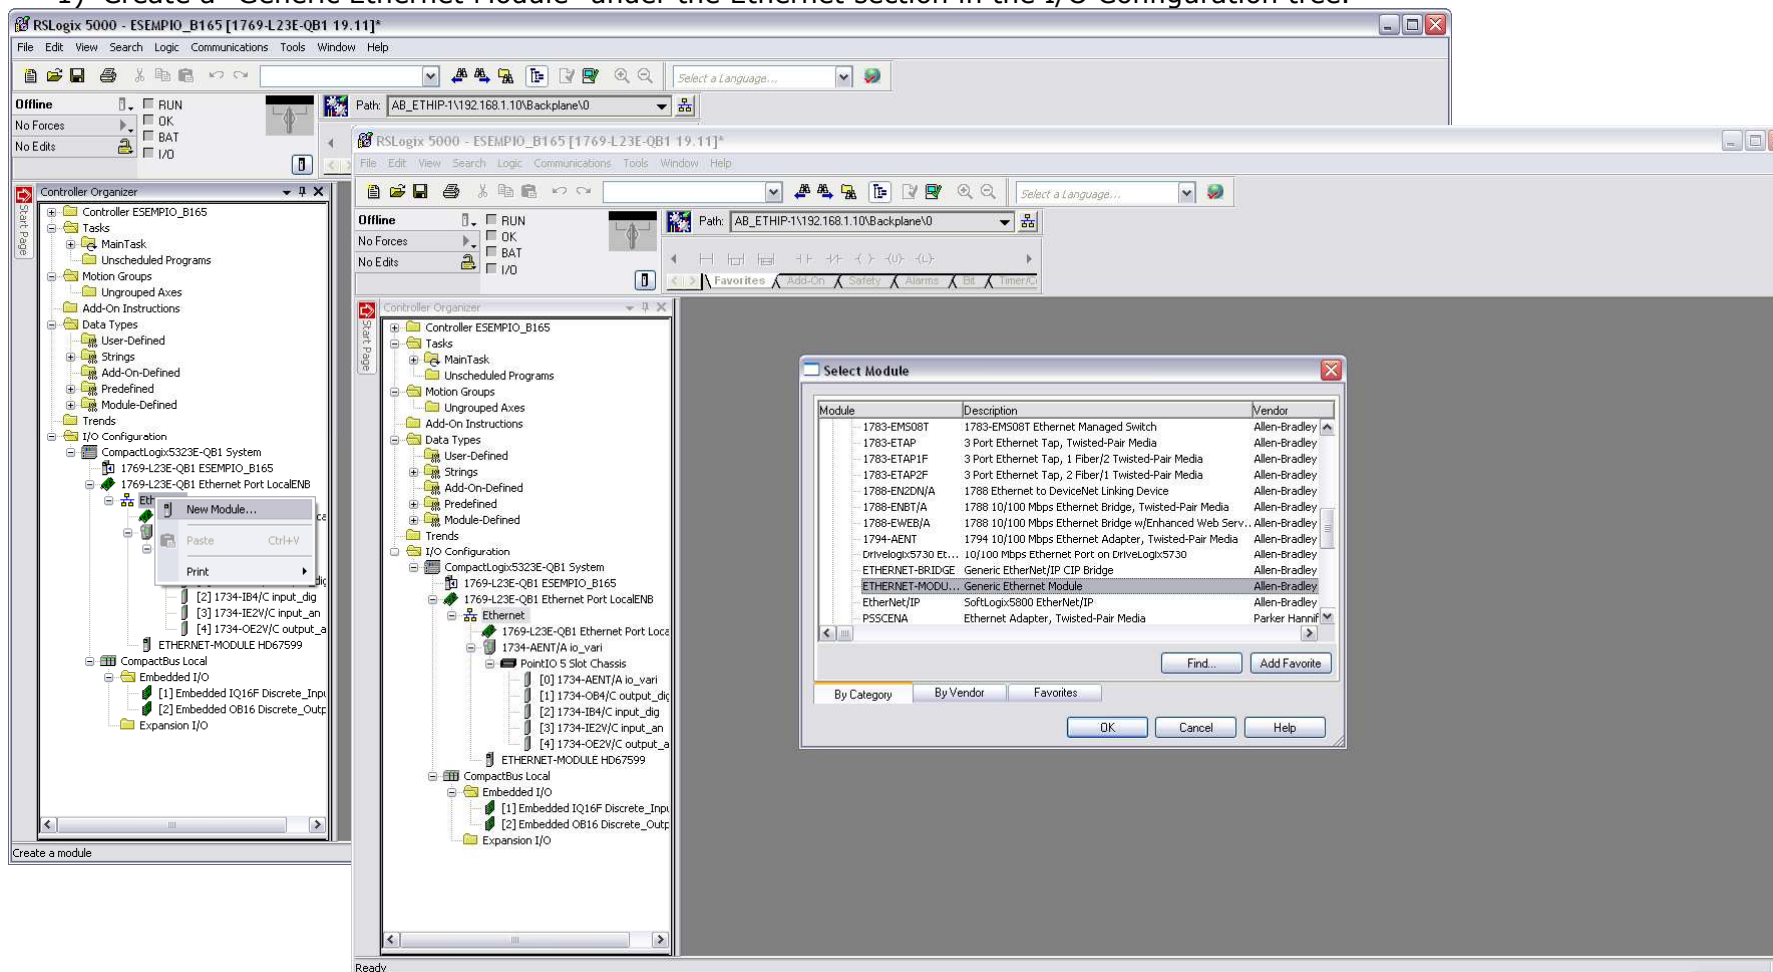 1) Create a "Generic Ethernet Module" under the Ethernet section in the I/O Configuration tree.
RSLogix 5000 - ESEMPIO_B165 [1769-L23E-QB1 19.11]*
File Edit View Search Logic Communications Tools Window Help
Select a Language...
Offline
RUN
Path: AB_ETHIP-1\192.168.1.10\Backplane\0
No Forces
OK
No Edits
BAT
I/O
Controller Organizer
Start Page
Controller ESEMPIO_B165
Tasks
MainTask
Unscheduled Programs
Motion Groups
Ungrouped Axes
Add-On Instructions
Data Types
User-Defined
Strings
Add-On-Defined
Predefined
Module-Defined
Trends
I/O Configuration
CompactLogix5323E-QB1 System
1769-L23E-QB1 ESEMPIO_B165
1769-L23E-QB1 Ethernet Port LocalENB
Eth
New Module...
Paste Ctrl+V
Print
[2] 1734-IB4/C input_dig
[3] 1734-IE2V/C input_an
[4] 1734-OE2V/C output_a
ETHERNET-MODULE HD67599
CompactBus Local
Embedded I/O
[1] Embedded IQ16F Discrete_Inpu
[2] Embedded OB16 Discrete_Outp
Expansion I/O
Create a module
RSLogix 5000 - ESEMPIO_B165 [1769-L23E-QB1 19.11]*
File Edit View Search Logic Communications Tools Window Help
Select a Language...
Offline
RUN
Path: AB_ETHIP-1\192.168.1.10\Backplane\0
No Forces
OK
No Edits
BAT
I/O
Favorites Add-On Safety Alarms Bit Timer/C
Controller Organizer
Start Page
Controller ESEMPIO_B165
Tasks
MainTask
Unscheduled Programs
Motion Groups
Ungrouped Axes
Add-On Instructions
Data Types
User-Defined
Strings
Add-On-Defined
Predefined
Module-Defined
Trends
I/O Configuration
CompactLogix5323E-QB1 System
1769-L23E-QB1 ESEMPIO_B165
1769-L23E-QB1 Ethernet Port LocalENB
Ethernet
1769-L23E-QB1 Ethernet Port Loca
1734-AENT/A io_vari
PointIO 5 Slot Chassis
[0] 1734-AENT/A io_vari
[1] 1734-OB4/C output_dig
[2] 1734-IB4/C input_dig
[3] 1734-IE2V/C input_an
[4] 1734-OE2V/C output_a
ETHERNET-MODULE HD67599
CompactBus Local
Embedded I/O
[1] Embedded IQ16F Discrete_Inpu
[2] Embedded OB16 Discrete_Outp
Expansion I/O
Ready
Select Module
Module Description Vendor
1783-EMS08T 1783-EMS08T Ethernet Managed Switch Allen-Bradley
1783-ETAP 3 Port Ethernet Tap, Twisted-Pair Media Allen-Bradley
1783-ETAP1F 3 Port Ethernet Tap, 1 Fiber/2 Twisted-Pair Media Allen-Bradley
1783-ETAP2F 3 Port Ethernet Tap, 2 Fiber/1 Twisted-Pair Media Allen-Bradley
1788-EN2DN/A 1788 Ethernet to DeviceNet Linking Device Allen-Bradley
1788-ENBT/A 1788 10/100 Mbps Ethernet Bridge, Twisted-Pair Media Allen-Bradley
1788-EWEB/A 1788 10/100 Mbps Ethernet Bridge w/Enhanced Web Serv... Allen-Bradley
1794-AENT 1794 10/100 Mbps Ethernet Adapter, Twisted-Pair Media Allen-Bradley
Drivelogix5730 Et... 10/100 Mbps Ethernet Port on DriveLogix5730 Allen-Bradley
ETHERNET-BRIDGE Generic EtherNet/IP CIP Bridge Allen-Bradley
ETHERNET-MODU... Generic Ethernet Module Allen-Bradley
EtherNet/IP SoftLogix5800 EtherNet/IP Allen-Bradley
PSSCENA Ethernet Adapter, Twisted-Pair Media Parker Hannif
Find... Add Favorite
By Category By Vendor Favorites
OK Cancel Help